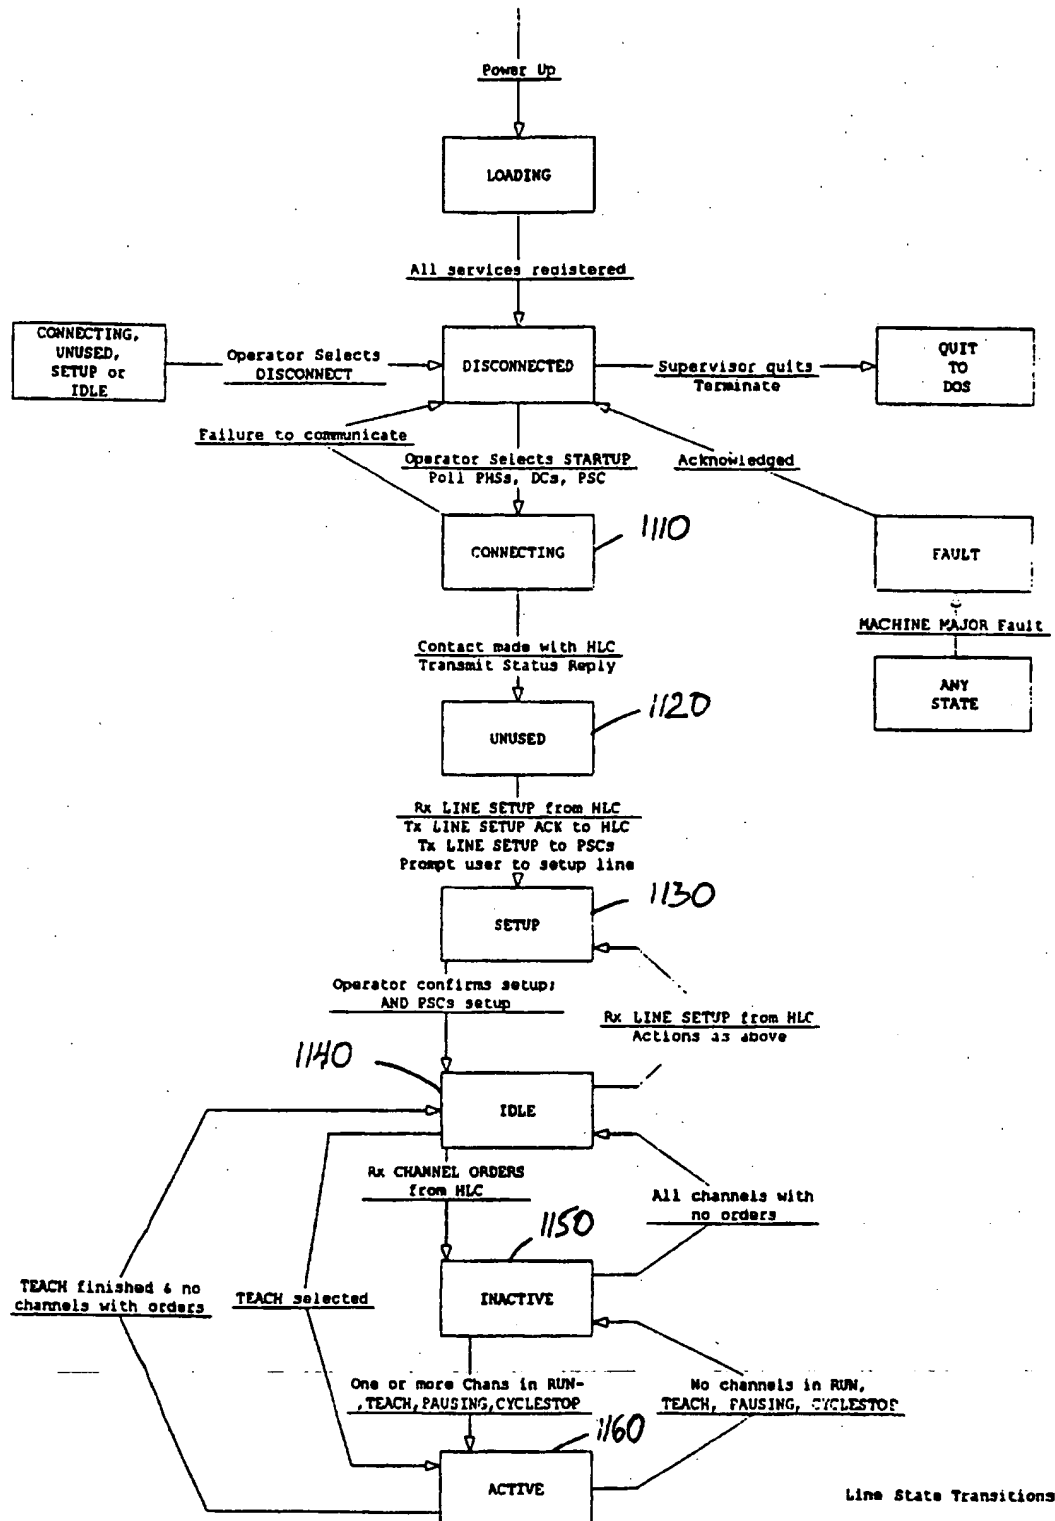 Power Up
LOADING
All services registered
CONNECTING,
UNUSED,
SETUP or
IDLE
Operator Selects
DISCONNECT
DISCONNECTED
Supervisor quits
Terminate
QUIT
TO
DOS
Failure to communicate
Operator Selects STARTUP
Poll PHSs, DCs, PSC
Acknowledged
CONNECTING
1110
FAULT
MACHINE MAJOR Fault
ANY
STATE
Contact made with HLC
Transmit Status Reply
UNUSED
1120
Rx LINE SETUP from HLC
Tx LINE SETUP ACK to HLC
Tx LINE SETUP to PSCs
Prompt user to setup line
SETUP
1130
Operator confirms setup;
AND PSCs setup
Rx LINE SETUP from HLC
Actions as above
1140
IDLE
Rx CHANNEL ORDERS
from HLC
All channels with
no orders
1150
INACTIVE
TEACH finished & no
channels with orders
TEACH selected
One or more Chans in RUN-
,TEACH,PAUSING,CYCLESTOP
No channels in RUN,
TEACH, PAUSING, CYCLESTOP
1160
ACTIVE
Line State Transitions